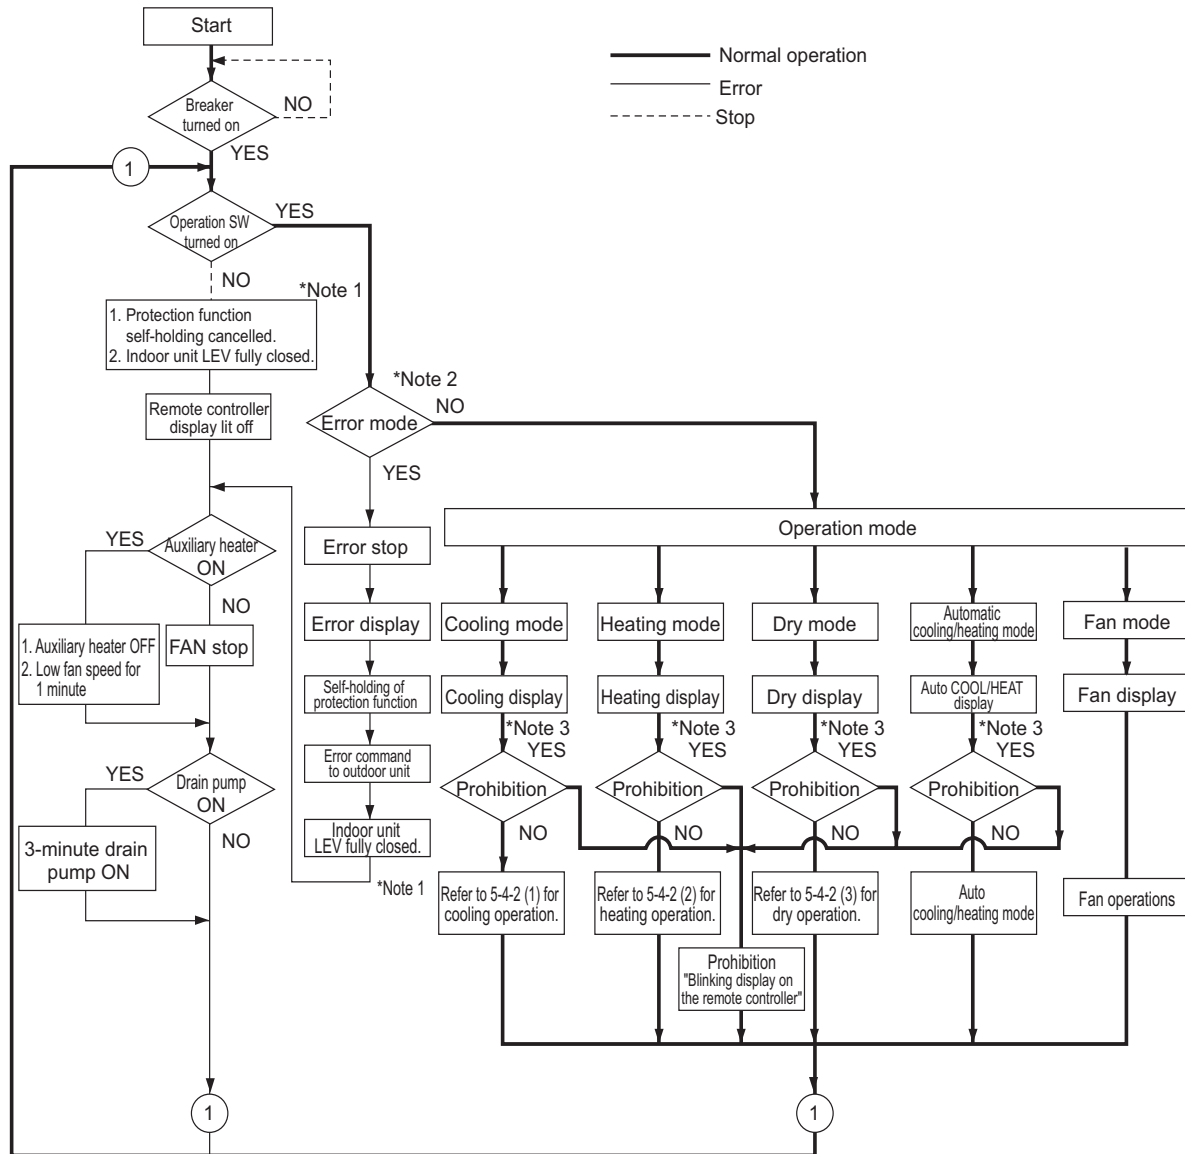 Start
Normal operation
Error
Stop
Breaker
turned on
NO
YES
1
Operation SW
turned on
YES
NO
*Note 1
1. Protection function
self-holding cancelled.
2. Indoor unit LEV fully closed.
Remote controller
display lit off
*Note 2
Error mode
NO
YES
Auxiliary heater
ON
YES
NO
1. Auxiliary heater OFF
2. Low fan speed for
1 minute
FAN stop
Drain pump
ON
YES
NO
3-minute drain
pump ON
Error stop
Error display
Self-holding of
protection function
Error command
to outdoor unit
Indoor unit
LEV fully closed.
*Note 1
Operation mode
Cooling mode
Heating mode
Dry mode
Automatic
cooling/heating mode
Fan mode
Cooling display
Heating display
Dry display
Auto COOL/HEAT
display
Fan display
*Note 3
YES
*Note 3
YES
*Note 3
YES
*Note 3
YES
Prohibition
Prohibition
Prohibition
Prohibition
NO
NO
NO
NO
Refer to 5-4-2 (1) for
cooling operation.
Refer to 5-4-2 (2) for
heating operation.
Refer to 5-4-2 (3) for
dry operation.
Auto
cooling/heating mode
Fan operations
Prohibition
"Blinking display on
the remote controller"
1
1